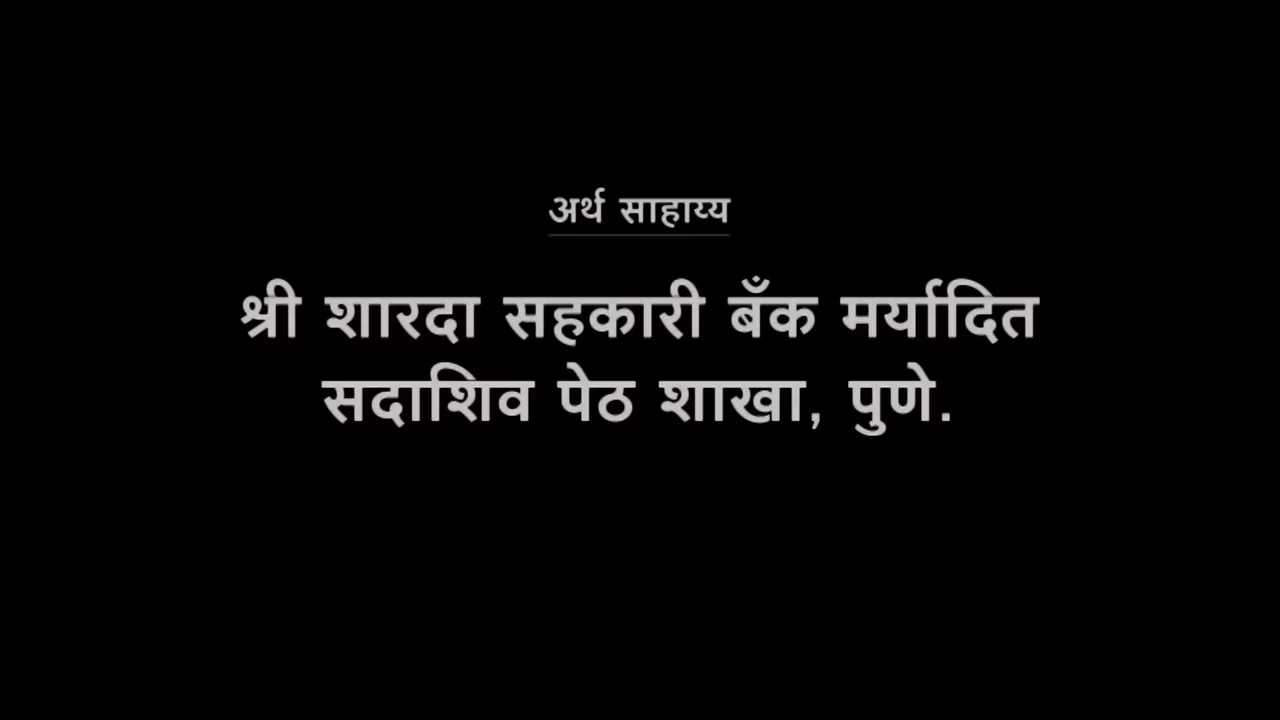 अर्थ साहाय्य
श्री शारदा सहकारी बँक मर्यादित
सदाशिव पेठ शाखा, पुणे.